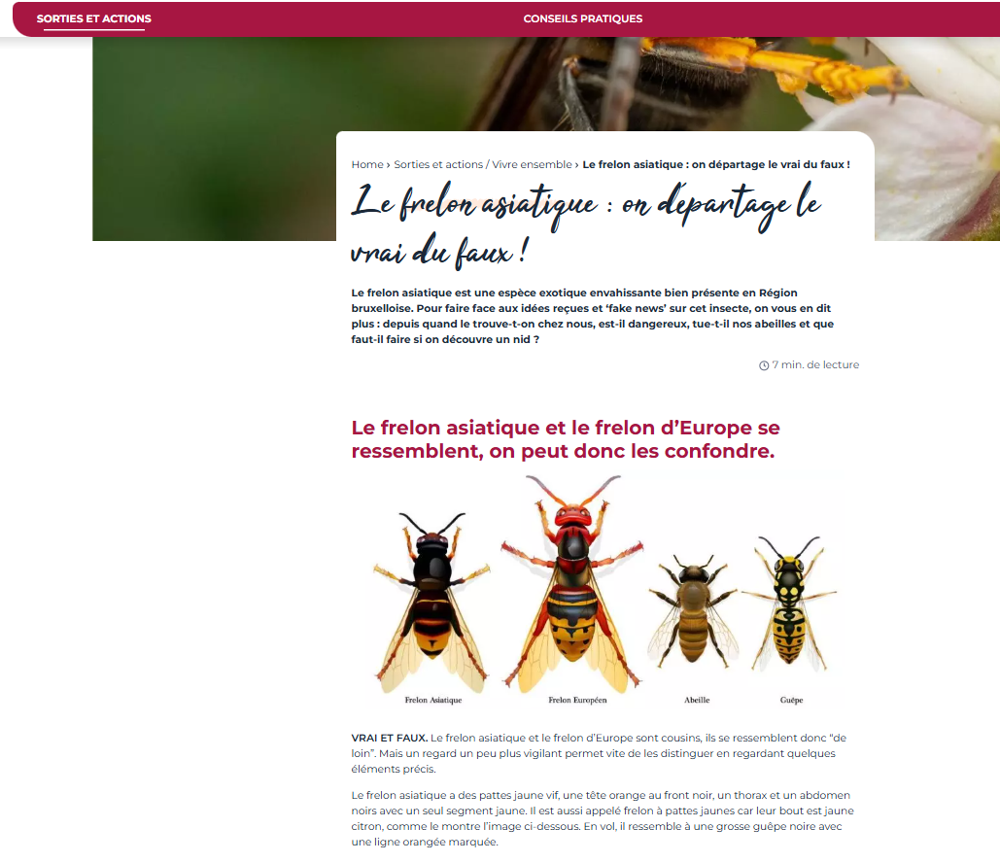 SORTIES ET ACTIONS
CONSEILS PRATIQUES
Home › Sorties et actions / Vivre ensemble › Le frelon asiatique : on départage le vrai du faux !
Le frelon asiatique : on départage le
vrai du faux !
Le frelon asiatique est une espèce exotique envahissante bien présente en Région
bruxelloise. Pour faire face aux idées reçues et ‘fake news’ sur cet insecte, on vous en dit
plus : depuis quand le trouve-t-on chez nous, est-il dangereux, tue-t-il nos abeilles et que
faut-il faire si on découvre un nid ?
7 min. de lecture
Le frelon asiatique et le frelon d’Europe se
ressemblent, on peut donc les confondre.
Frelon Asiatique
Frelon Européen
Abeille
Guêpe
VRAI ET FAUX. Le frelon asiatique et le frelon d’Europe sont cousins, ils se ressemblent donc “de
loin”. Mais un regard un peu plus vigilant permet vite de les distinguer en regardant quelques
éléments précis.
Le frelon asiatique a des pattes jaune vif, une tête orange au front noir, un thorax et un abdomen
noirs avec un seul segment jaune. Il est aussi appelé frelon à pattes jaunes car leur bout est jaune
citron, comme le montre l’image ci-dessous. En vol, il ressemble à une grosse guêpe noire avec
une ligne orangée marquée.